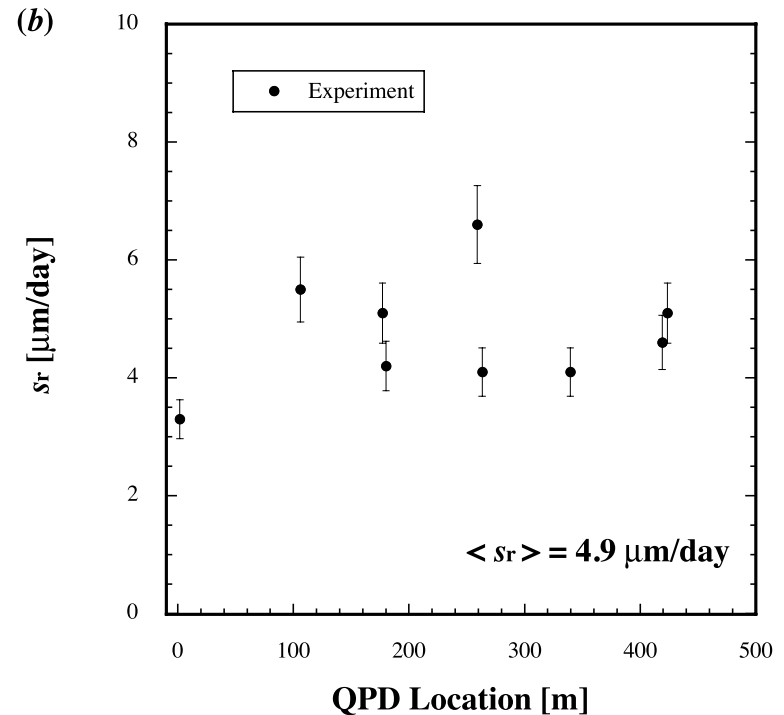 (b)
10
8
6
4
2
0
Experiment
sr [μm/day]
< sr > = 4.9 μm/day
0 100 200 300 400 500
QPD Location [m]